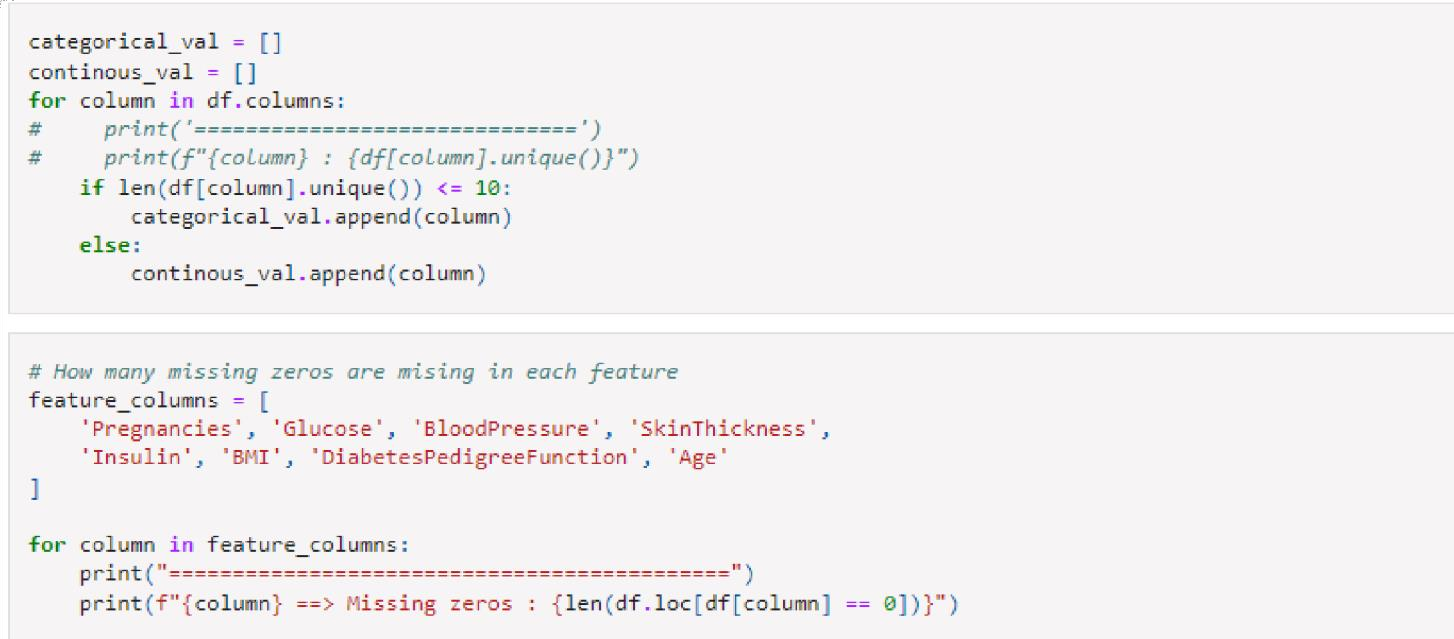 categorical_val = []
continous_val = []
for column in df.columns:
#     print('==============================')
#     print(f"{column} : {df[column].unique()}")
    if len(df[column].unique()) <= 10:
        categorical_val.append(column)
    else:
        continous_val.append(column)
# How many missing zeros are mising in each feature
feature_columns = [
    'Pregnancies', 'Glucose', 'BloodPressure', 'SkinThickness',
    'Insulin', 'BMI', 'DiabetesPedigreeFunction', 'Age'
]
for column in feature_columns:
    print("============================================")
    print(f"{column} ==> Missing zeros : {len(df.loc[df[column] == 0])}")